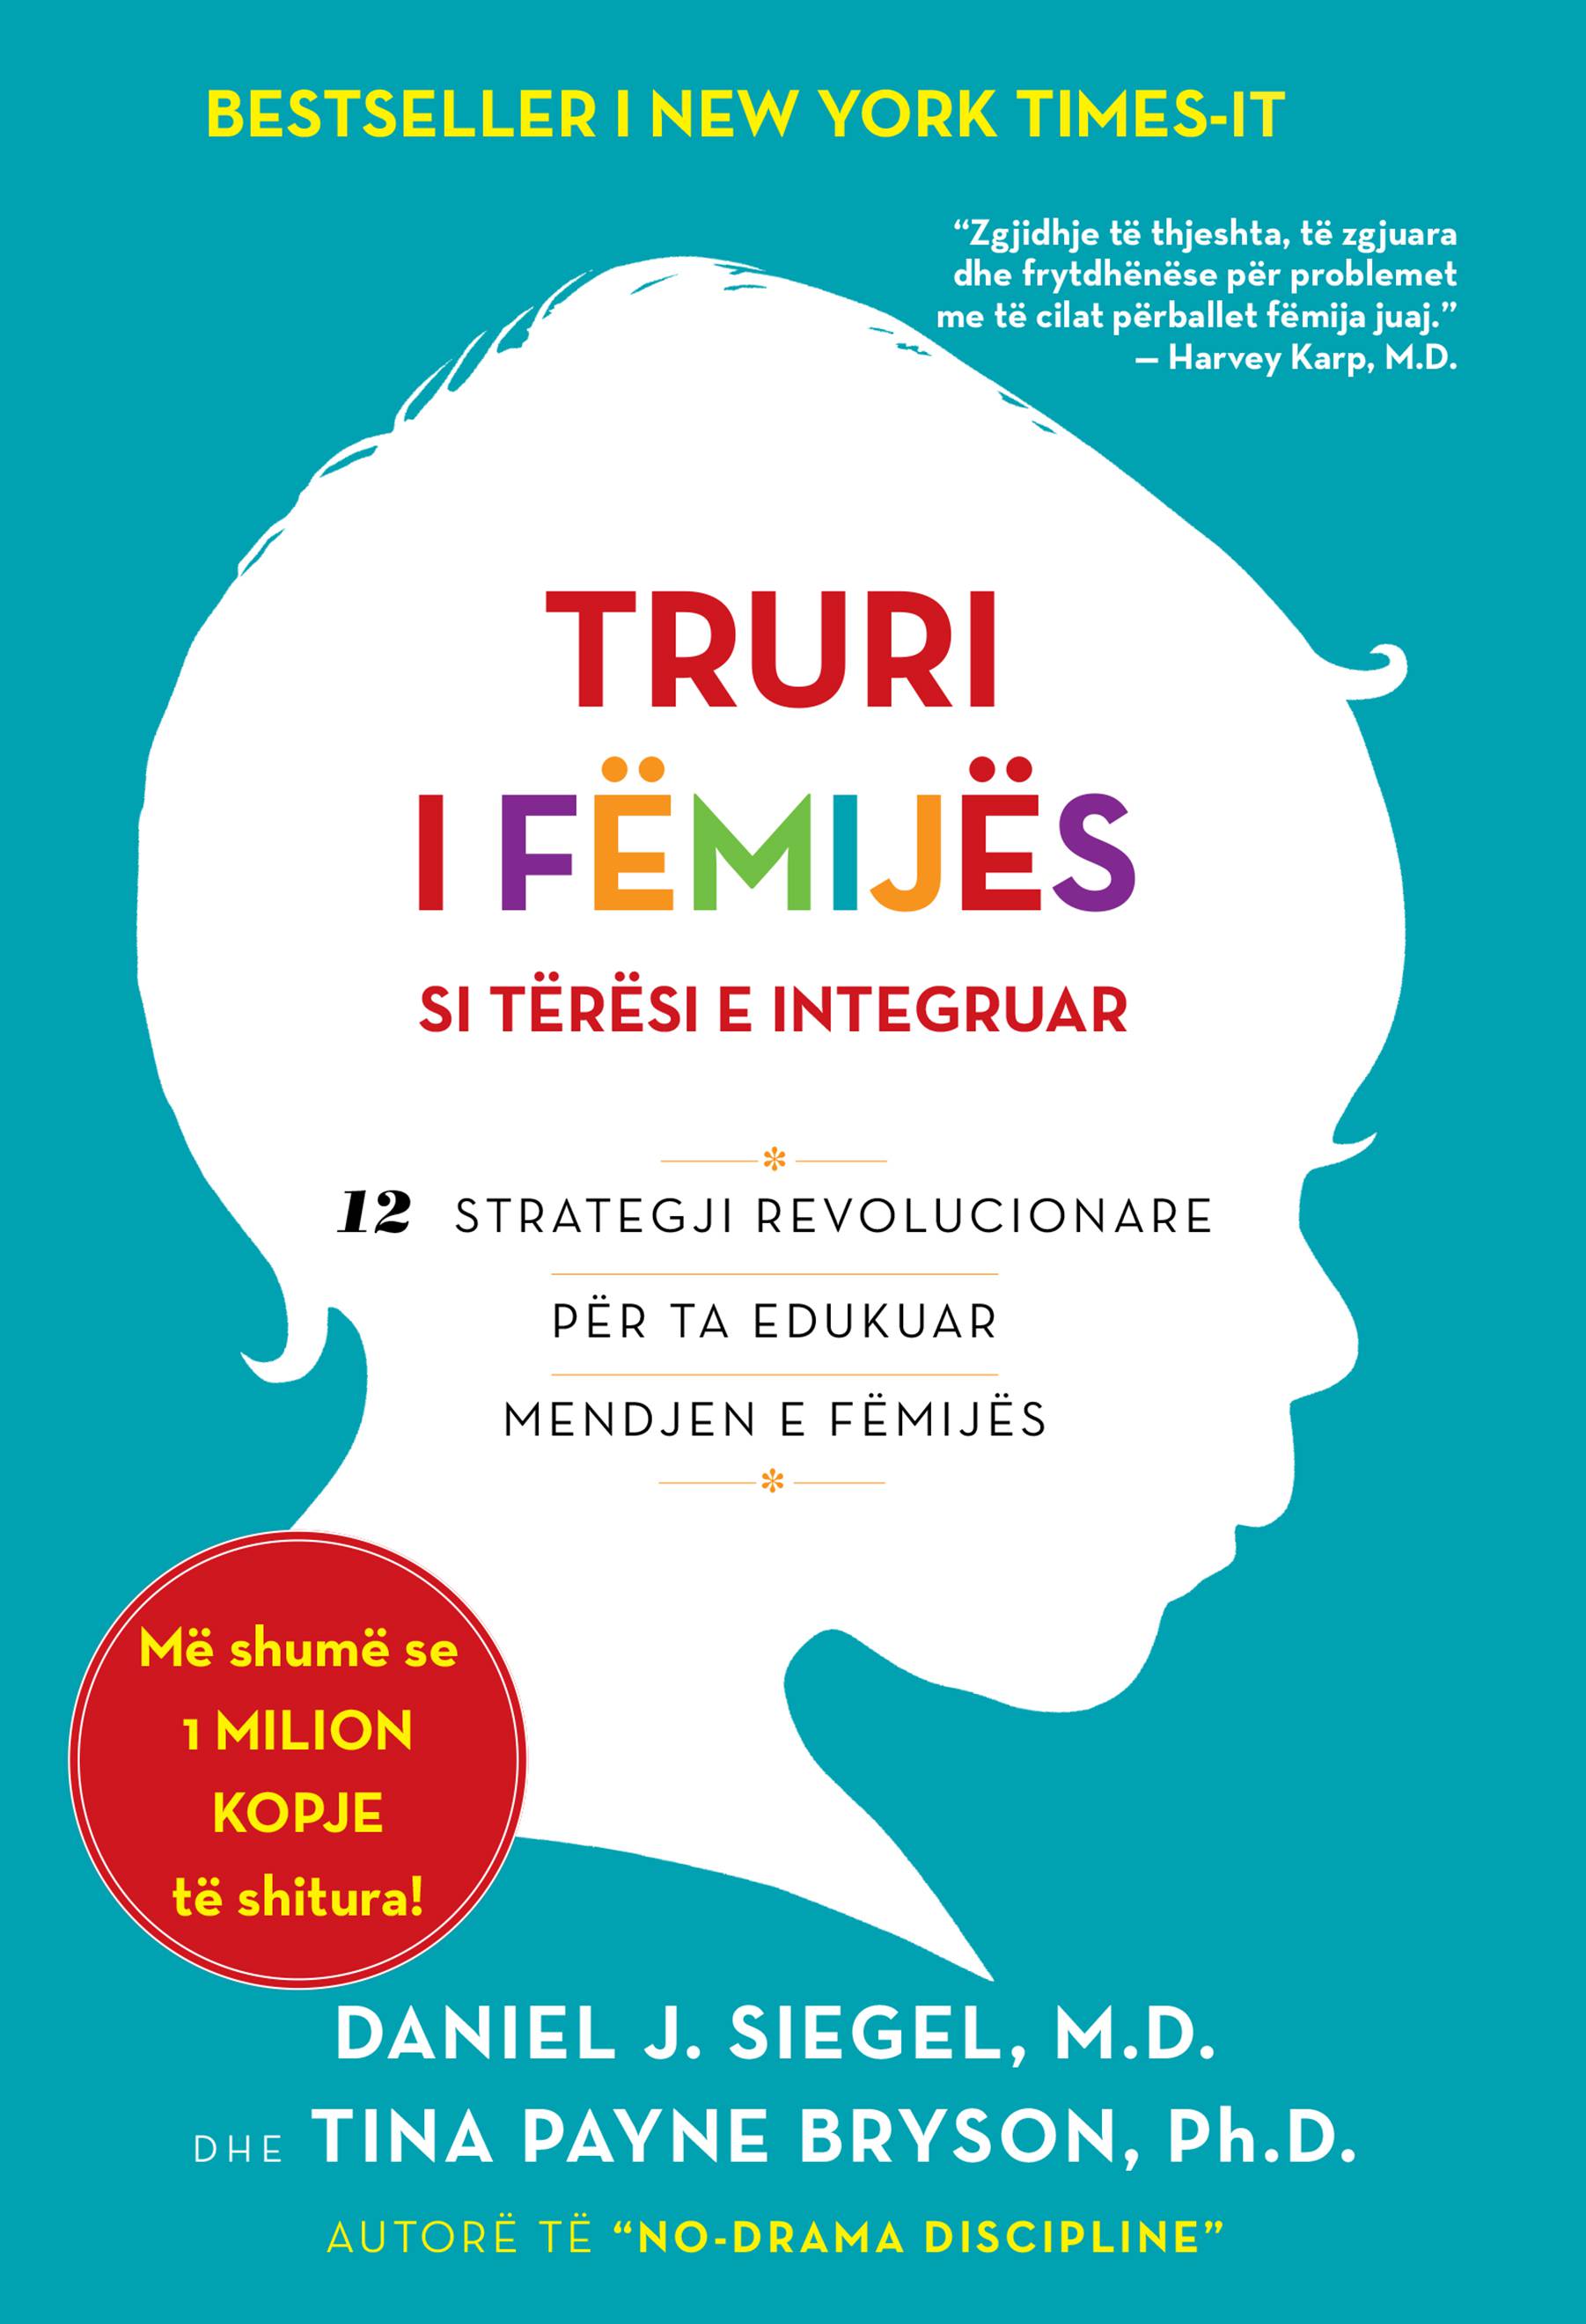 BESTSELLER I NEW YORK TIMES-IT
“Zgjidhje të thjeshta, të zgjuara
dhe frytdhënëse për problemet
me të cilat përballet fëmija juaj.”
– Harvey Karp, M.D.
TRURI
I FËMIJËS
SI TËRËSI E INTEGRUAR
12 STRATEGJI REVOLUCIONARE
PËR TA EDUKUAR
MENDJEN E FËMIJËS
Më shumë se
1 MILION
KOPJE
të shitura!
DANIEL J. SIEGEL, M.D.
DHE TINA PAYNE BRYSON, Ph.D.
AUTORË TË “NO-DRAMA DISCIPLINE”